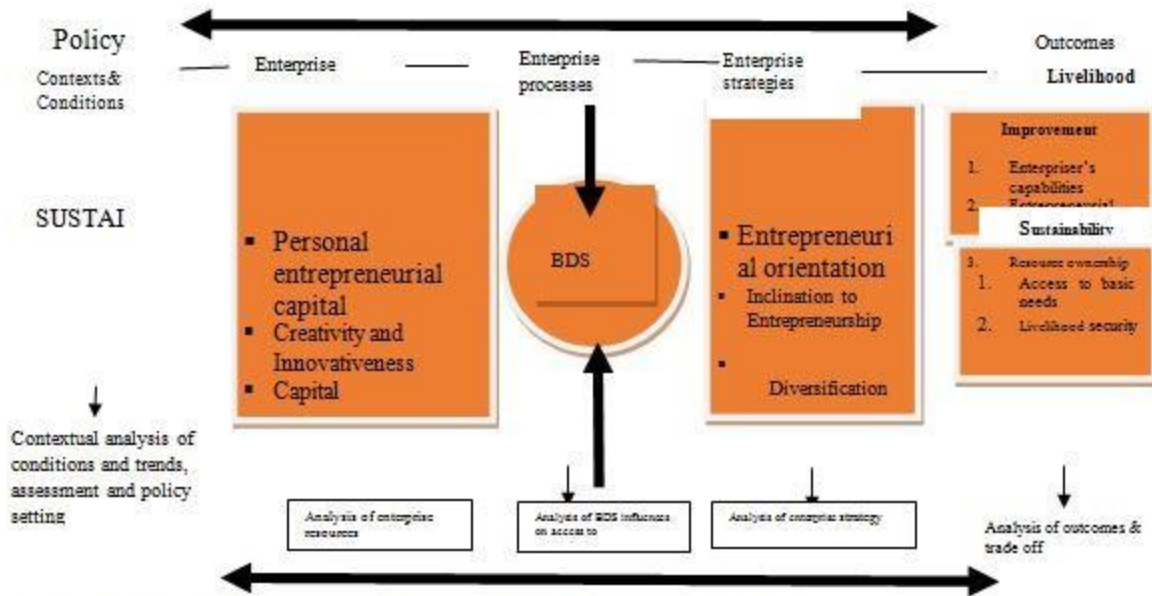 Policy
Contexts&
Conditions
Enterprise
Enterprise
processes
Enterprise
strategies
Outcomes
Livelihood
SUSTAI
▪ Personal
entrepreneurial
capital
▪ Creativity and
Innovativeness
▪ Capital
BDS
▪ Entrepreneuri
al orientation
▪ Inclination to
Entrepreneurship
▪
Diversification
Improvement
1. Enterpriser's
capabilities
2. Entrepreneurial
Sustainability
3. Resource ownership
1. Access to basic
needs
2. Livelihood security
Contextual analysis of
conditions and trends,
assessment and policy
setting
Analysis of enterprise
resources
Analysis of BDS influences
on access to
Analysis of enterprise strategy
Analysis of outcomes &
trade off